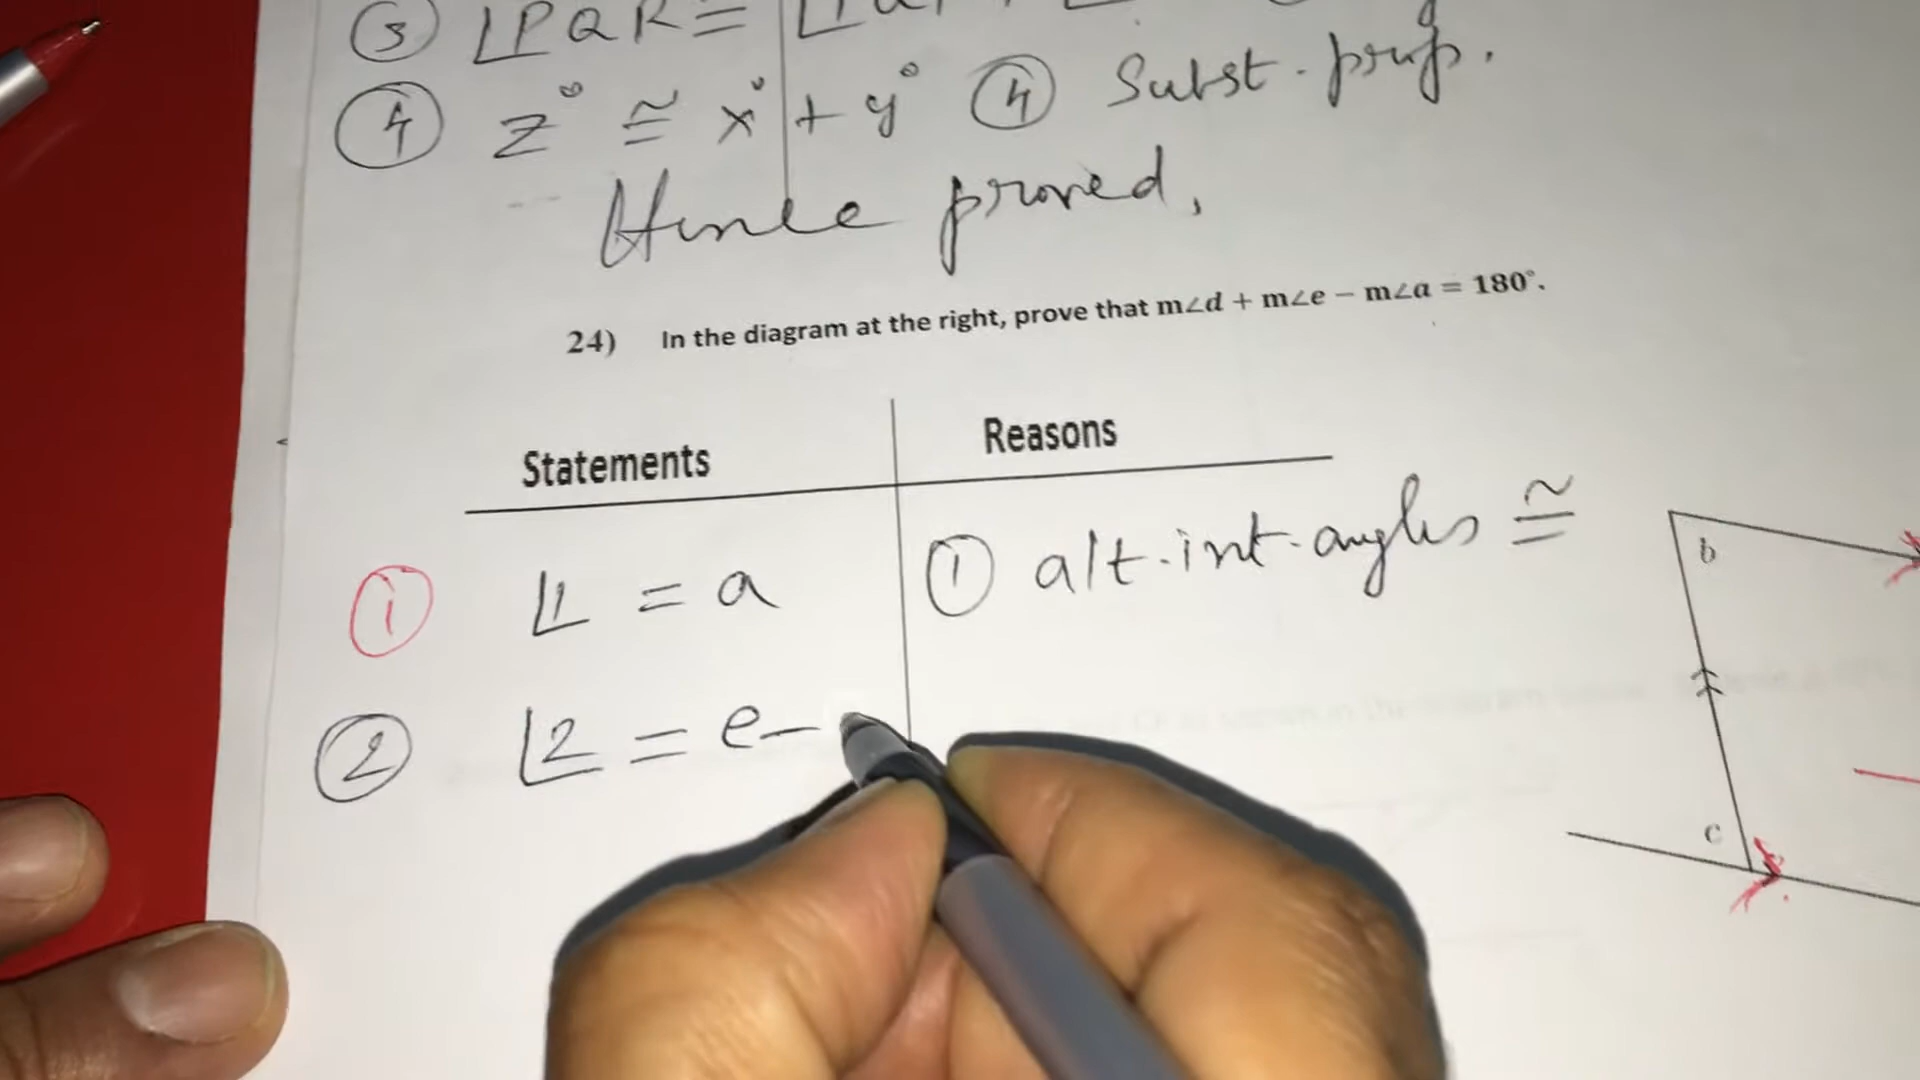 ③ ∠PQR =
④ z° ≅ x° + y° ④ Subst. prop.
Hence proved,
24) In the diagram at the right, prove that m∠d + m∠e − m∠a = 180°.
Statements Reasons
① ∠1 = a ① alt. int. angles ≅
b
② ∠2 = e −
c